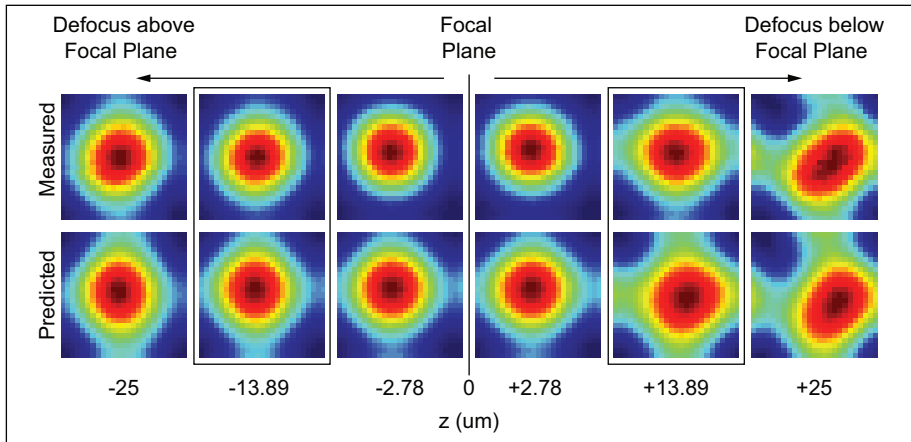 Defocus above
Focal Plane
Focal
Plane
Defocus below
Focal Plane
Measured
Predicted
-25
-13.89
-2.78
0
+2.78
+13.89
+25
z (um)